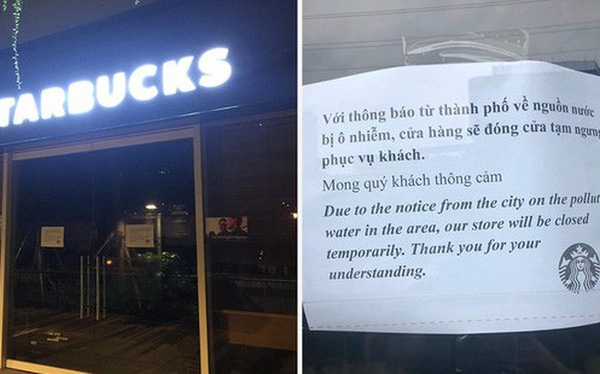 TARBUCKS
Với thông báo từ thành phố về nguồn nước
bị ô nhiễm, cửa hàng sẽ đóng cửa tạm ngưng
phục vụ khách.
Mong quý khách thông cảm
Due to the notice from the city on the pollut
water in the area, our store will be closed
temporarily. Thank you for your
understanding.